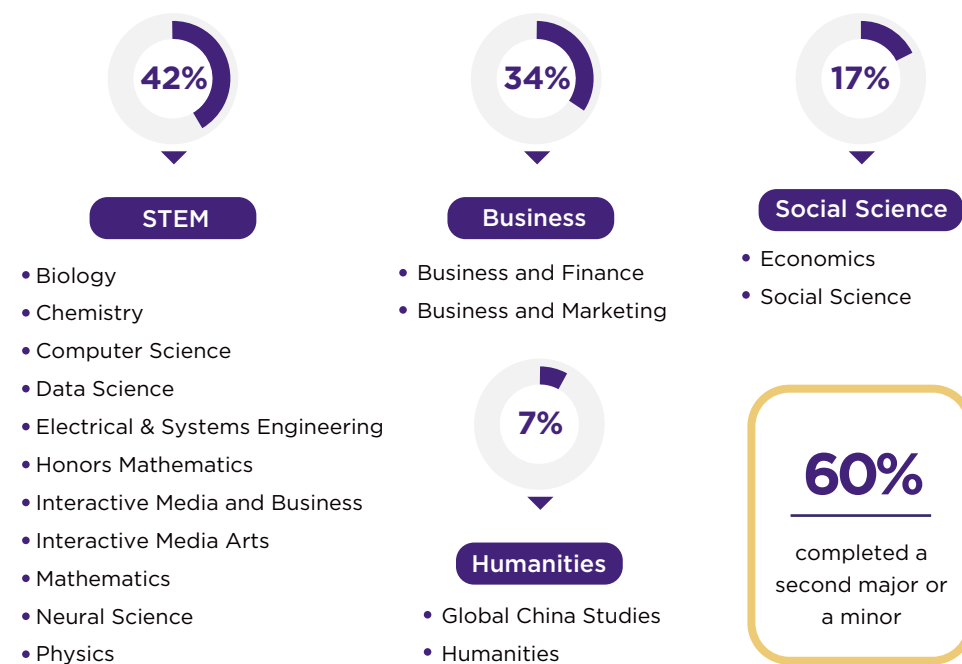 42%
STEM
• Biology
• Chemistry
• Computer Science
• Data Science
• Electrical & Systems Engineering
• Honors Mathematics
• Interactive Media and Business
• Interactive Media Arts
• Mathematics
• Neural Science
• Physics
34%
Business
• Business and Finance
• Business and Marketing
7%
Humanities
• Global China Studies
• Humanities
17%
Social Science
• Economics
• Social Science
60%
completed a
second major or
a minor